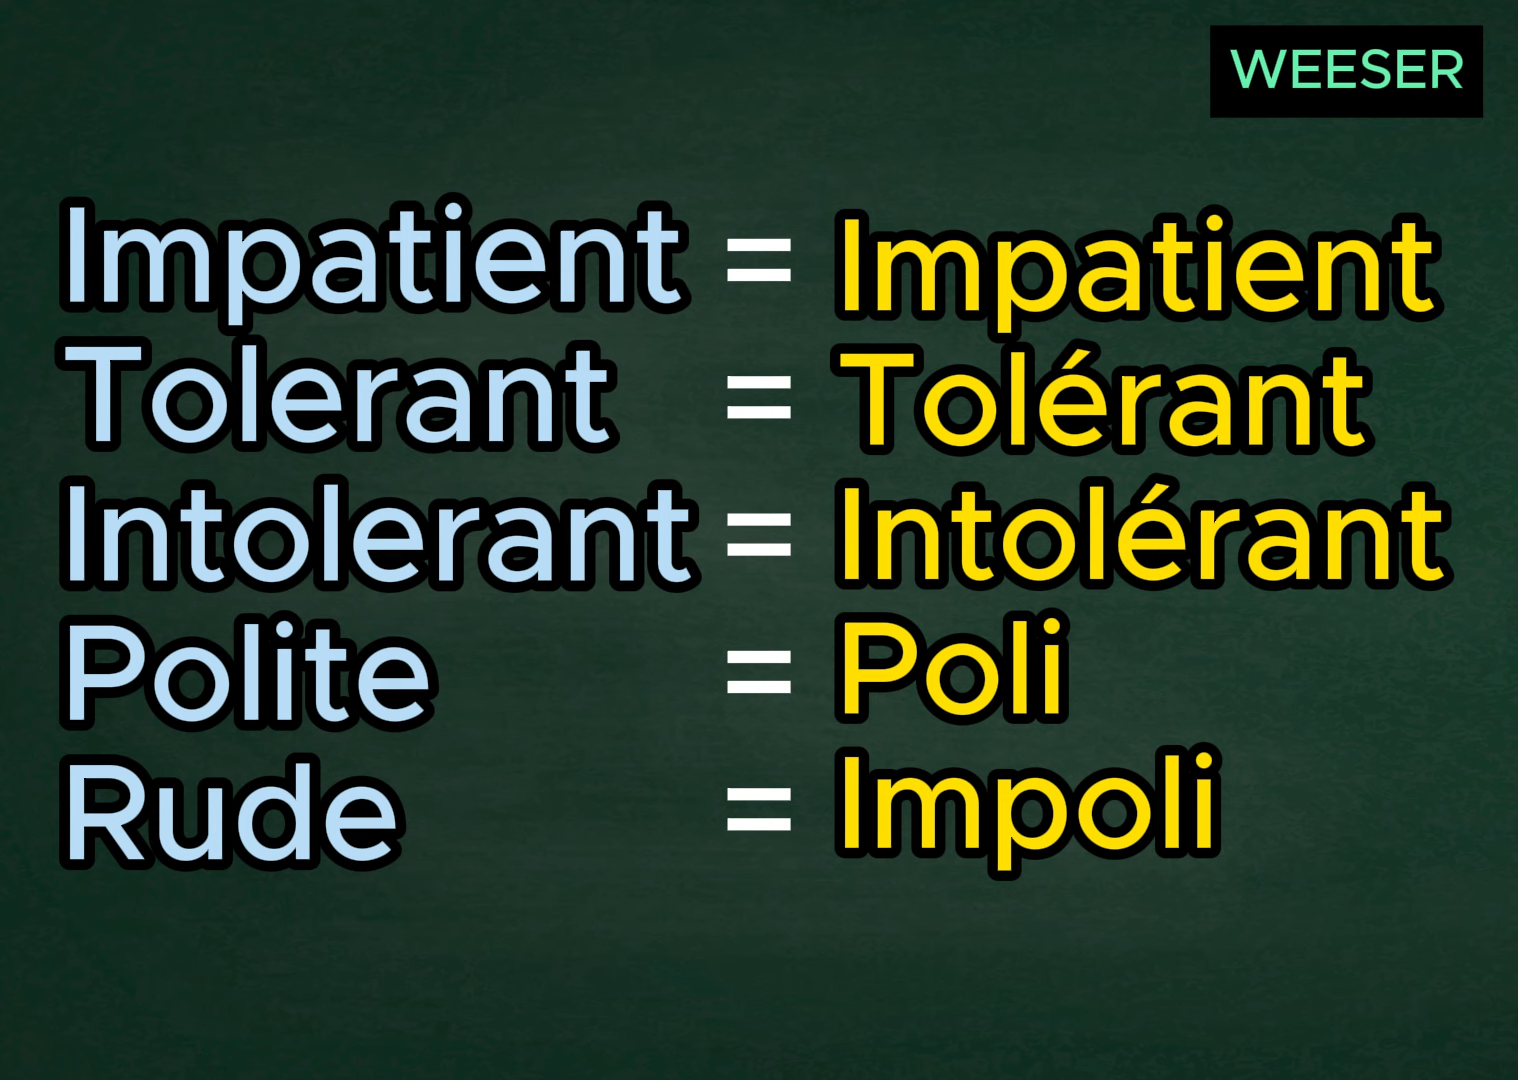 WEESER
Impatient = Impatient
Tolerant = Tolérant
Intolerant = Intolérant
Polite = Poli
Rude = Impoli